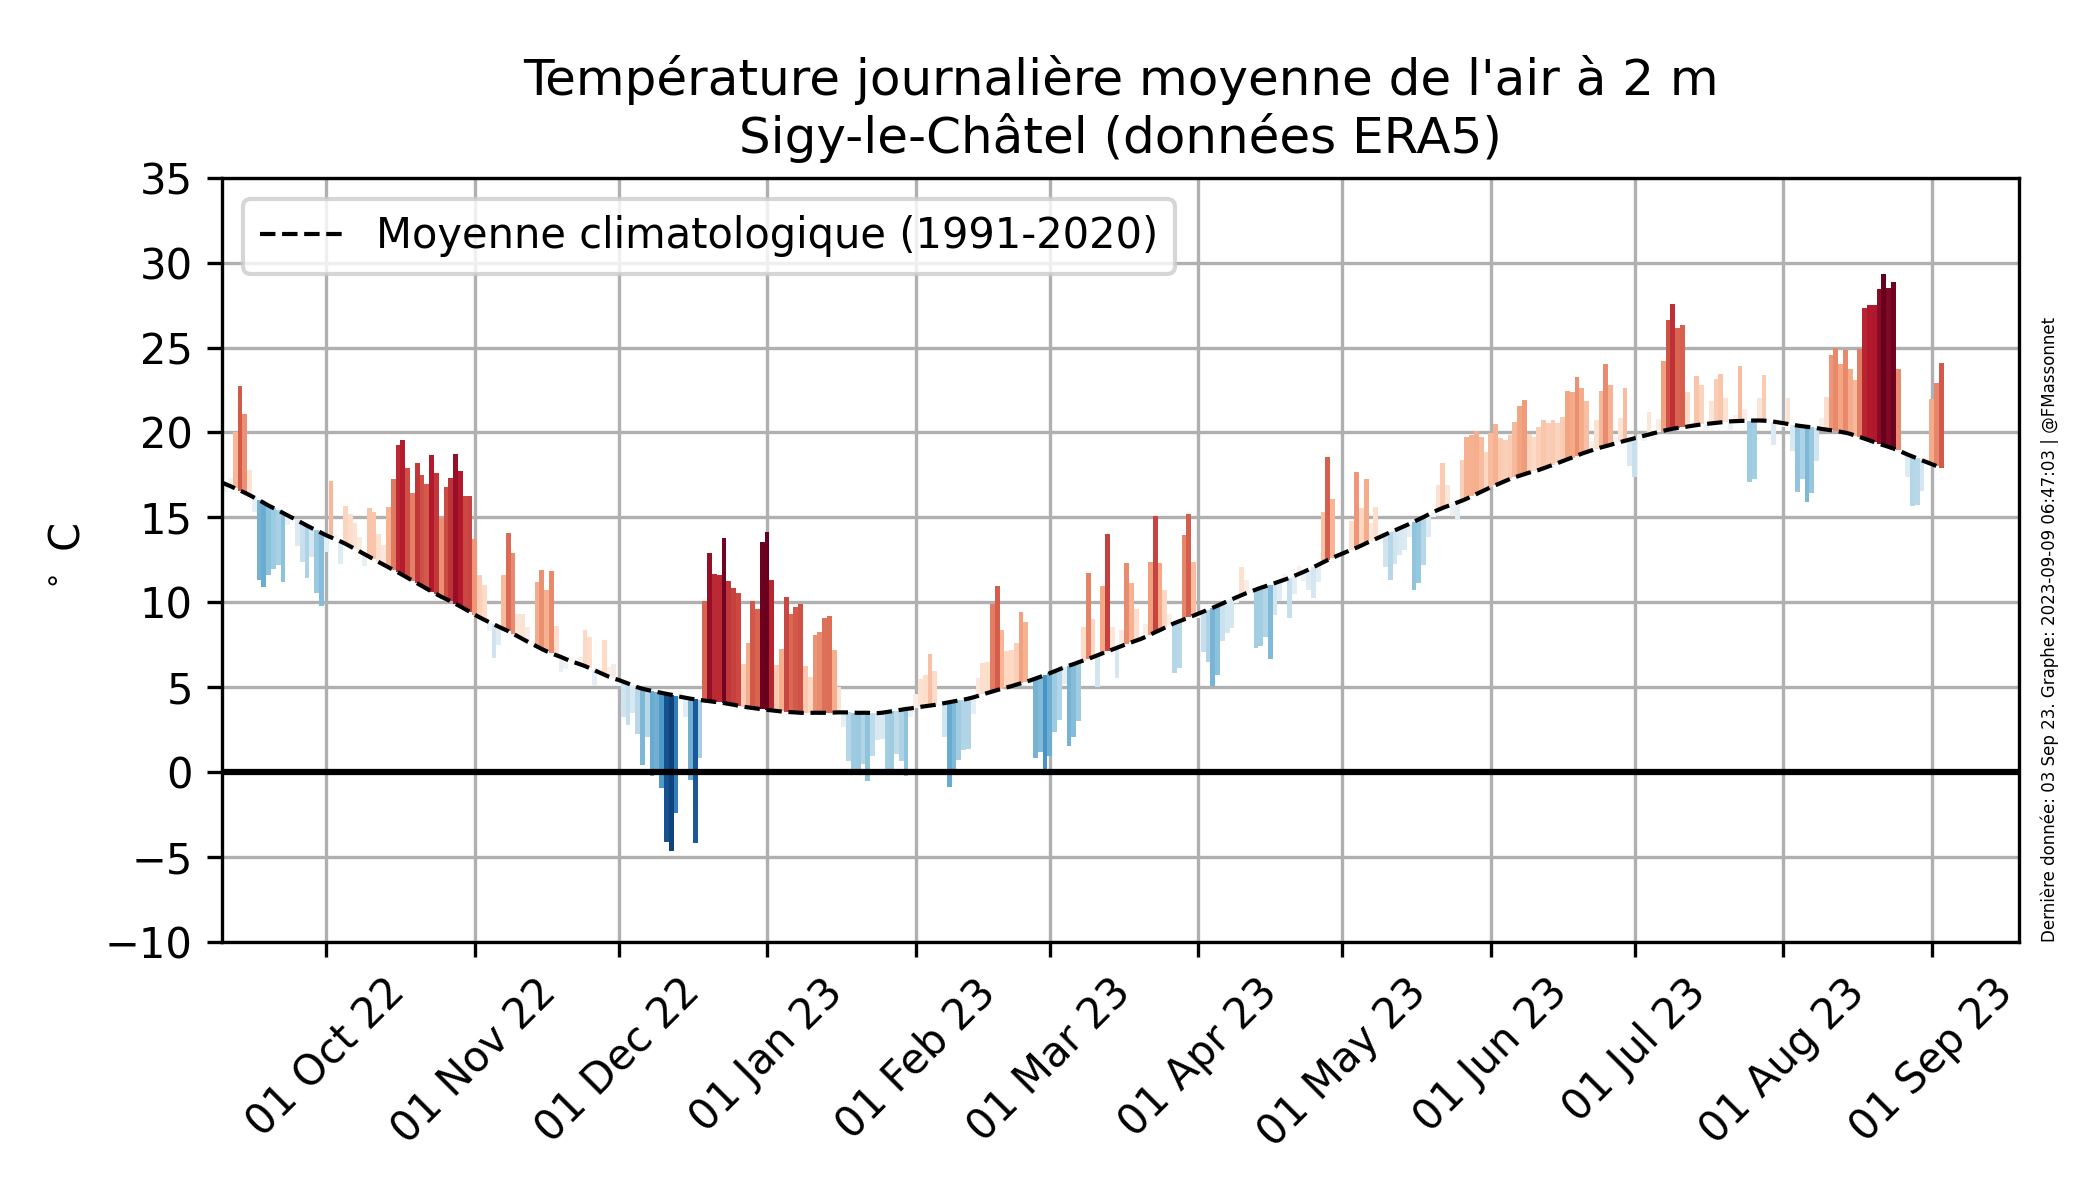 Température journalière moyenne de l'air à 2 m
Sigy-le-Châtel (données ERA5)
Moyenne climatologique (1991-2020)
35
30
25
20
15
10
5
0
−5
−10
° C
01 Oct 22
01 Nov 22
01 Dec 22
01 Jan 23
01 Feb 23
01 Mar 23
01 Apr 23
01 May 23
01 Jun 23
01 Jul 23
01 Aug 23
01 Sep 23
Dernière donnée: 03 Sep 23. Graphe: 2023-09-09 06:47:03 | @FMassonnet